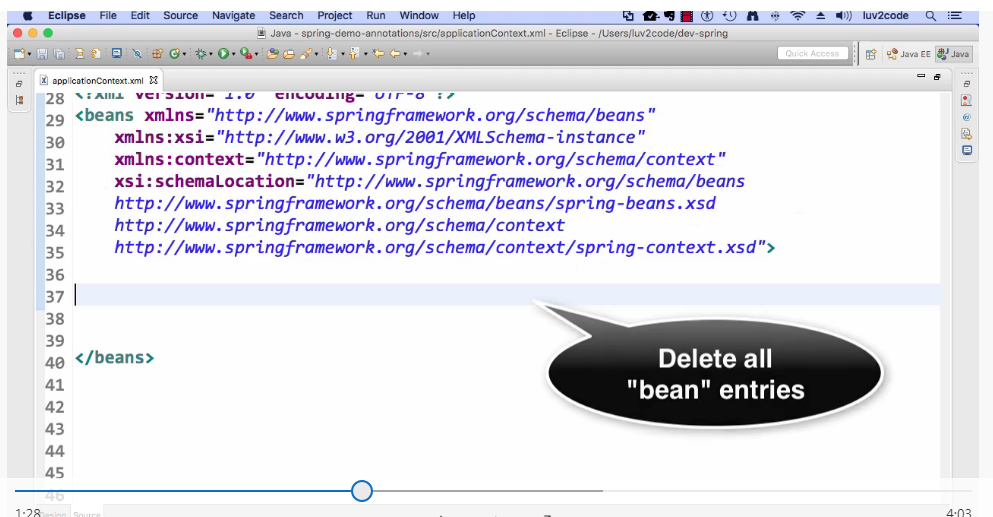 Eclipse File Edit Source Navigate Search Project Run Window Help luv2code
Java - spring-demo-annotations/src/applicationContext.xml - Eclipse - /Users/luv2code/dev-spring
Quick Access Java EE Java
applicationContext.xml
28 <?xml version="1.0" encoding="UTF-8"?>
29 <beans xmlns="http://www.springframework.org/schema/beans"
30 xmlns:xsi="http://www.w3.org/2001/XMLSchema-instance"
31 xmlns:context="http://www.springframework.org/schema/context"
32 xsi:schemaLocation="http://www.springframework.org/schema/beans
33 http://www.springframework.org/schema/beans/spring-beans.xsd
34 http://www.springframework.org/schema/context
35 http://www.springframework.org/schema/context/spring-context.xsd">
36
37
38
39
40 </beans>
41
42
43
44
45
46
Delete all
"bean" entries
1:28 Design Source 4:03